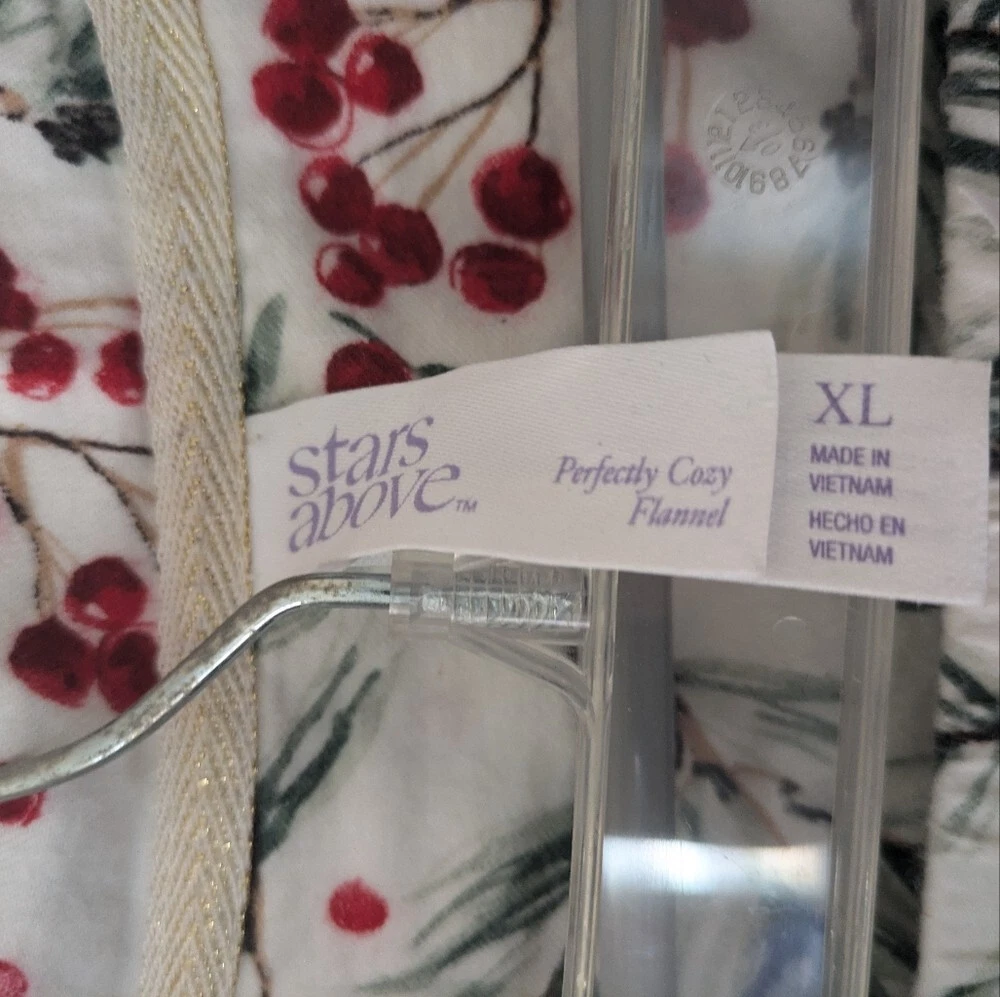 stars
above™
Perfectly Cozy
Flannel
XL
MADE IN
VIETNAM
HECHO EN
VIETNAM